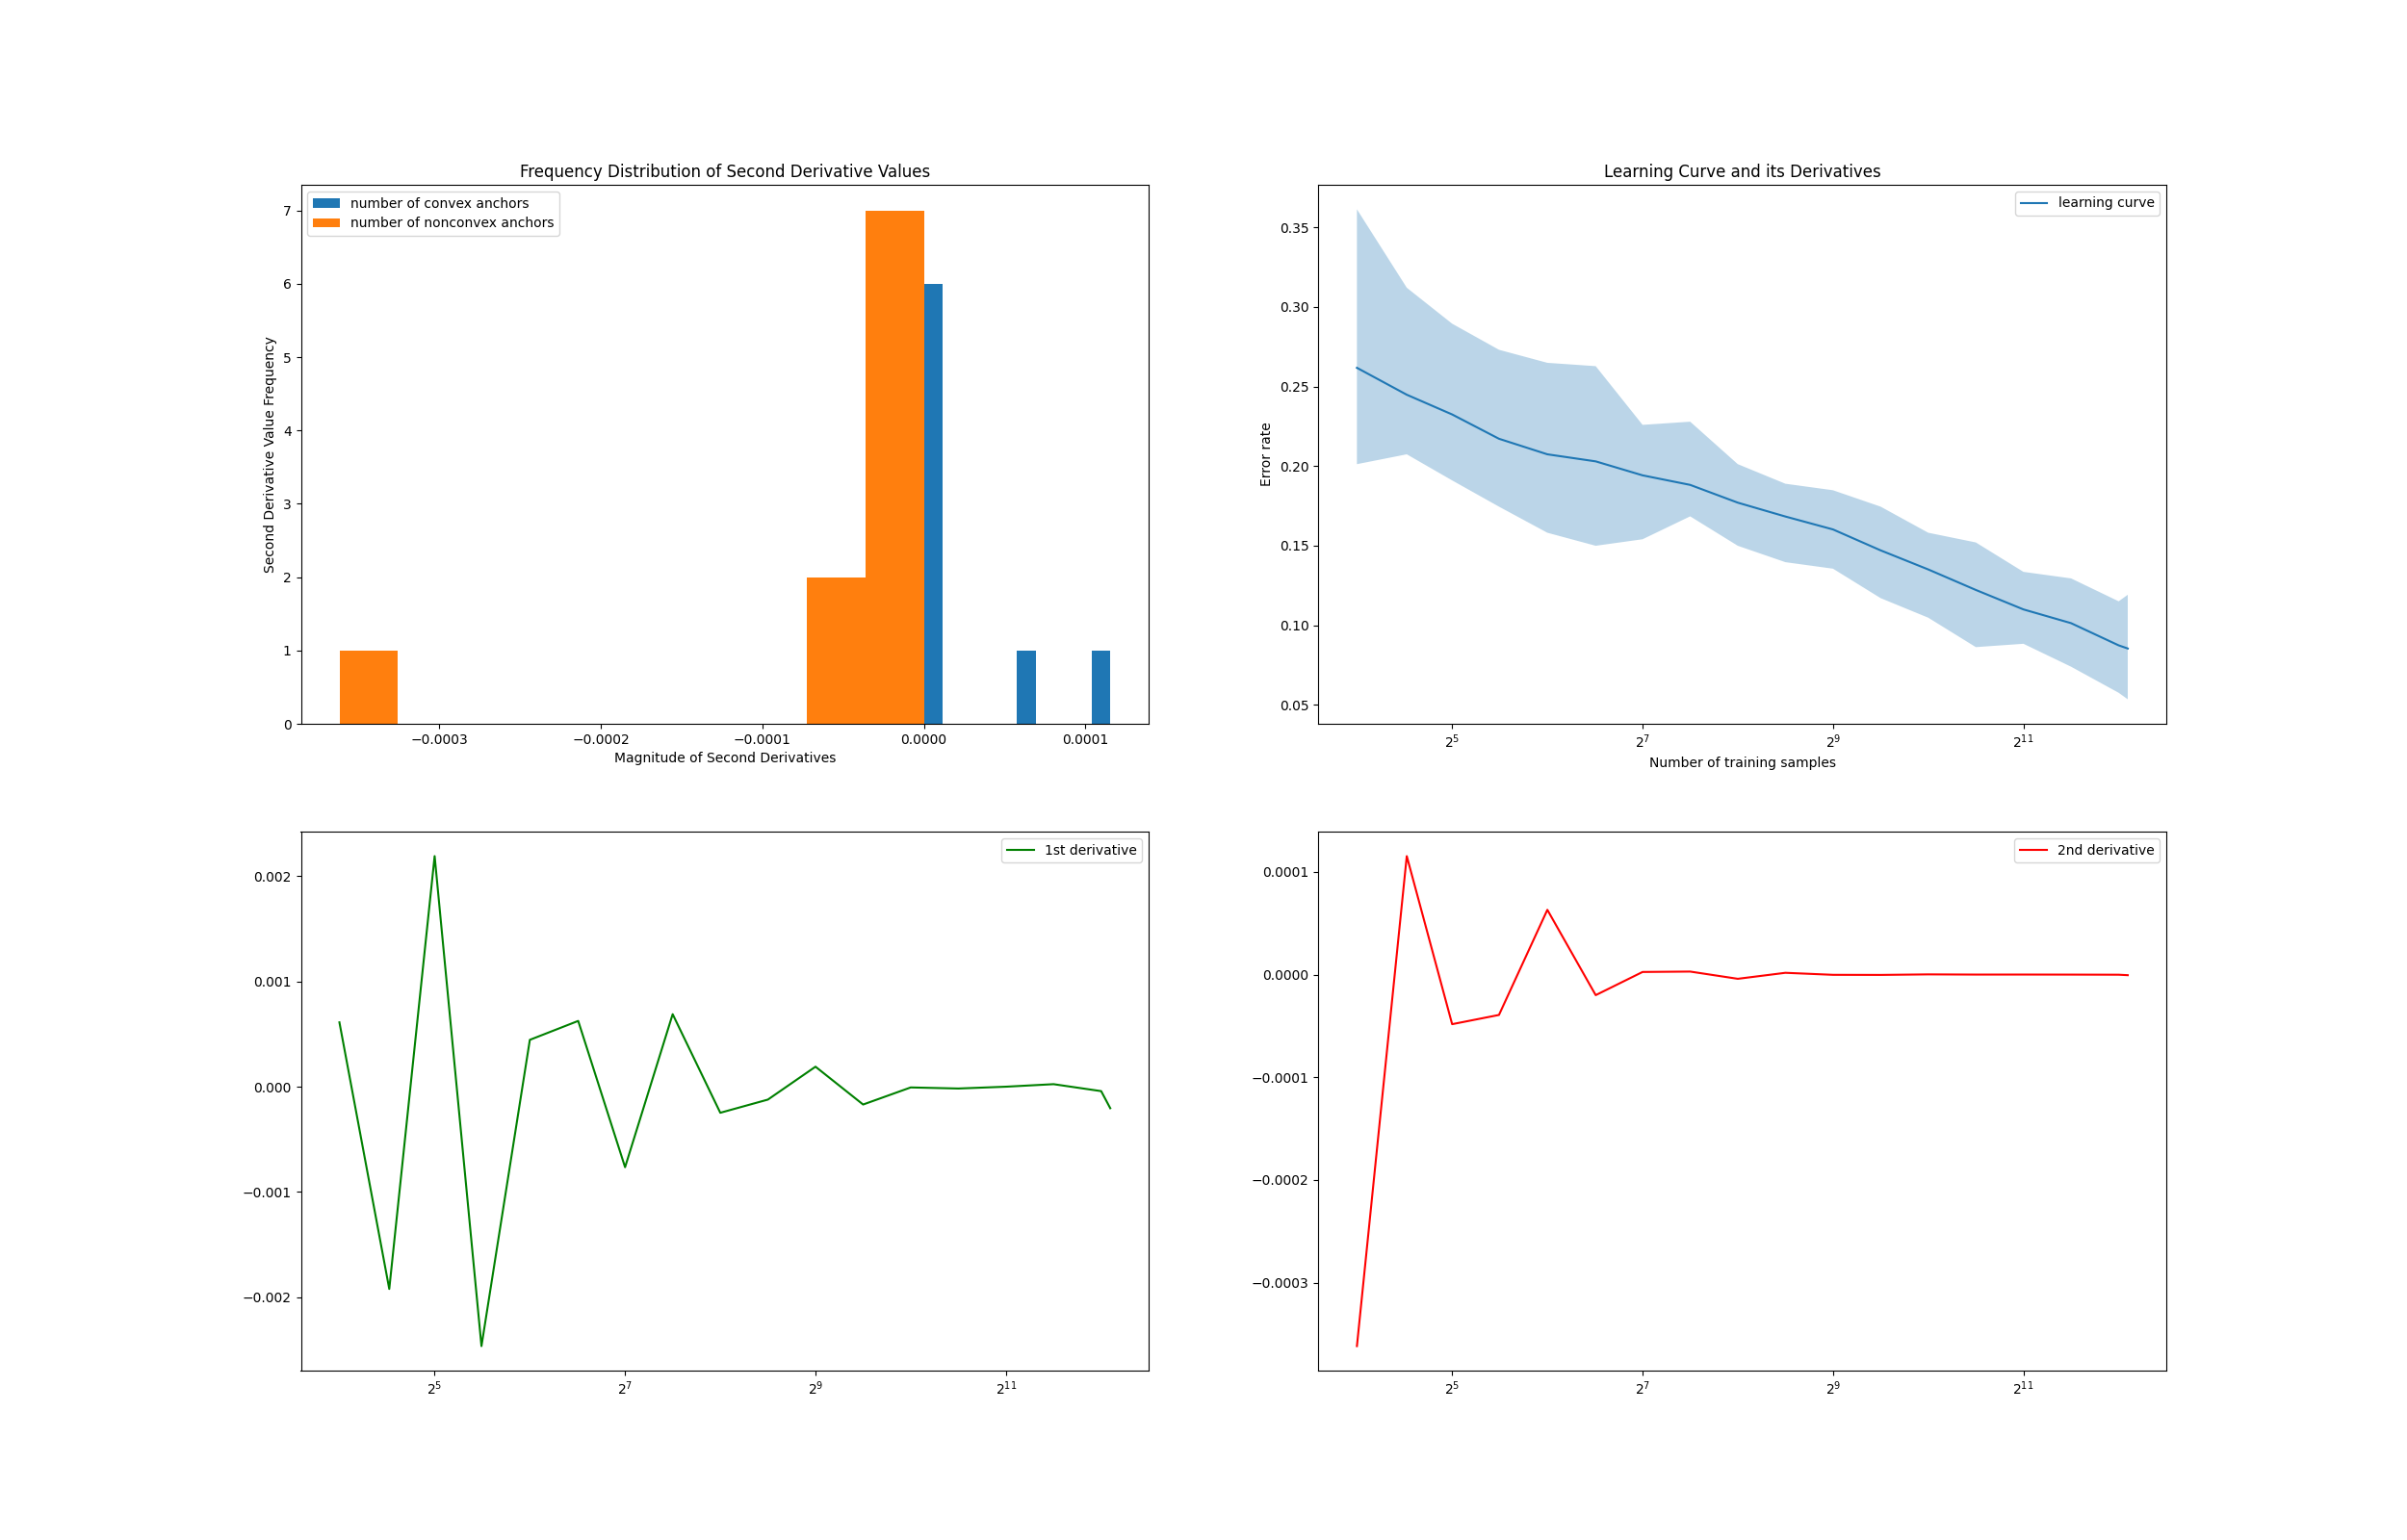 Frequency Distribution of Second Derivative Values
number of convex anchors
number of nonconvex anchors
7
6
5
4
3
2
1
0
Second Derivative Value Frequency
−0.0003 −0.0002 −0.0001 0.0000 0.0001
Magnitude of Second Derivatives
Learning Curve and its Derivatives
learning curve
0.35
0.30
0.25
0.20
0.15
0.10
0.05
Error rate
2^5 2^7 2^9 2^11
Number of training samples
1st derivative
0.002
0.001
0.000
−0.001
−0.002
2^5 2^7 2^9 2^11
2nd derivative
0.0001
0.0000
−0.0001
−0.0002
−0.0003
2^5 2^7 2^9 2^11